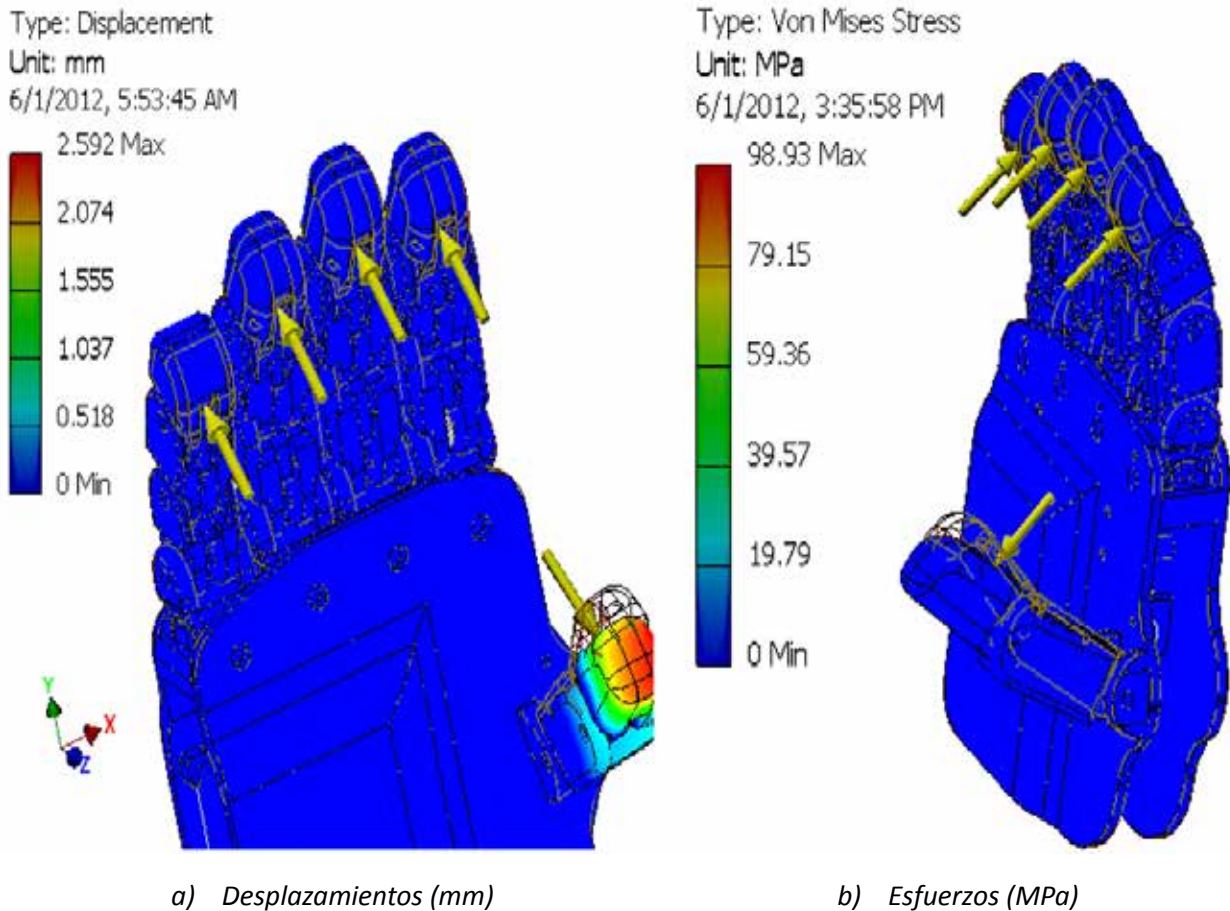 Type: Displacement
Unit: mm
6/1/2012, 5:53:45 AM
2.592 Max
2.074
1.555
1.037
0.518
0 Min
Y
X
Z
Type: Von Mises Stress
Unit: MPa
6/1/2012, 3:35:58 PM
98.93 Max
79.15
59.36
39.57
19.79
0 Min
a) Desplazamientos (mm)
b) Esfuerzos (MPa)